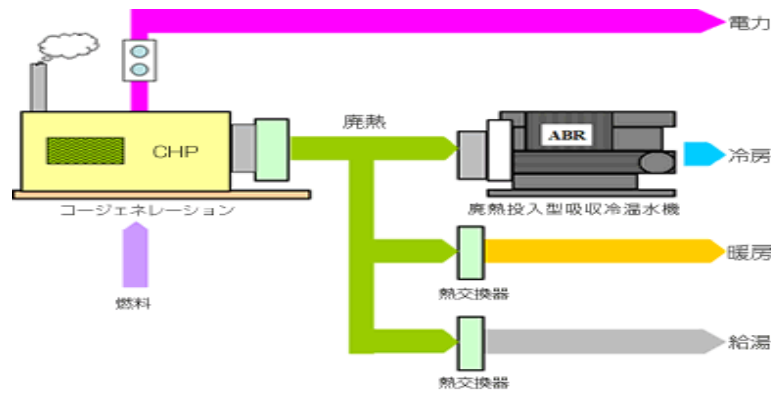 電力
廃熱
CHP
ABR
冷房
コージェネレーション
廃熱投入型吸収冷温水機
暖房
燃料
熱交換器
給湯
熱交換器